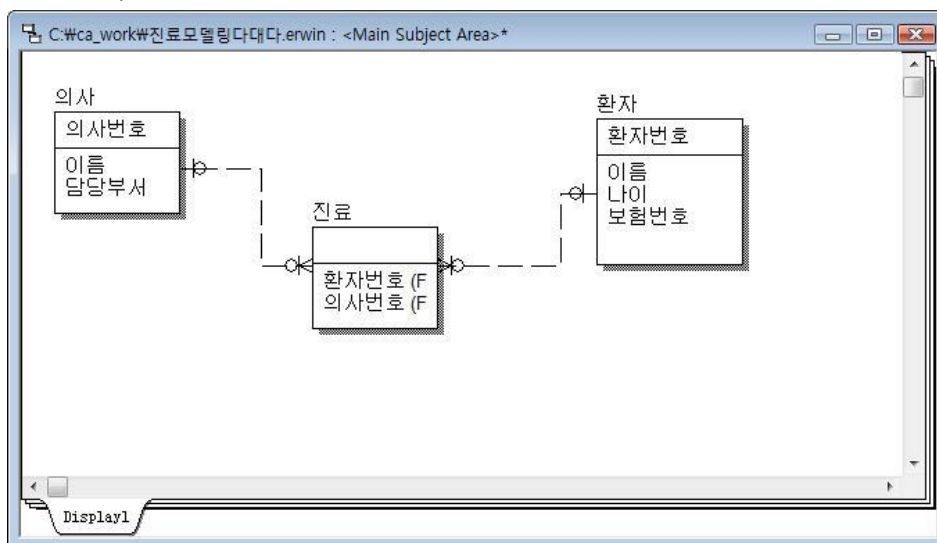 C:₩ca_work₩진료모델링다대다.erwin : <Main Subject Area>*
의사
의사번호
이름
담당부서
환자
환자번호
이름
나이
보험번호
진료
환자번호 (F
의사번호 (F
Display1